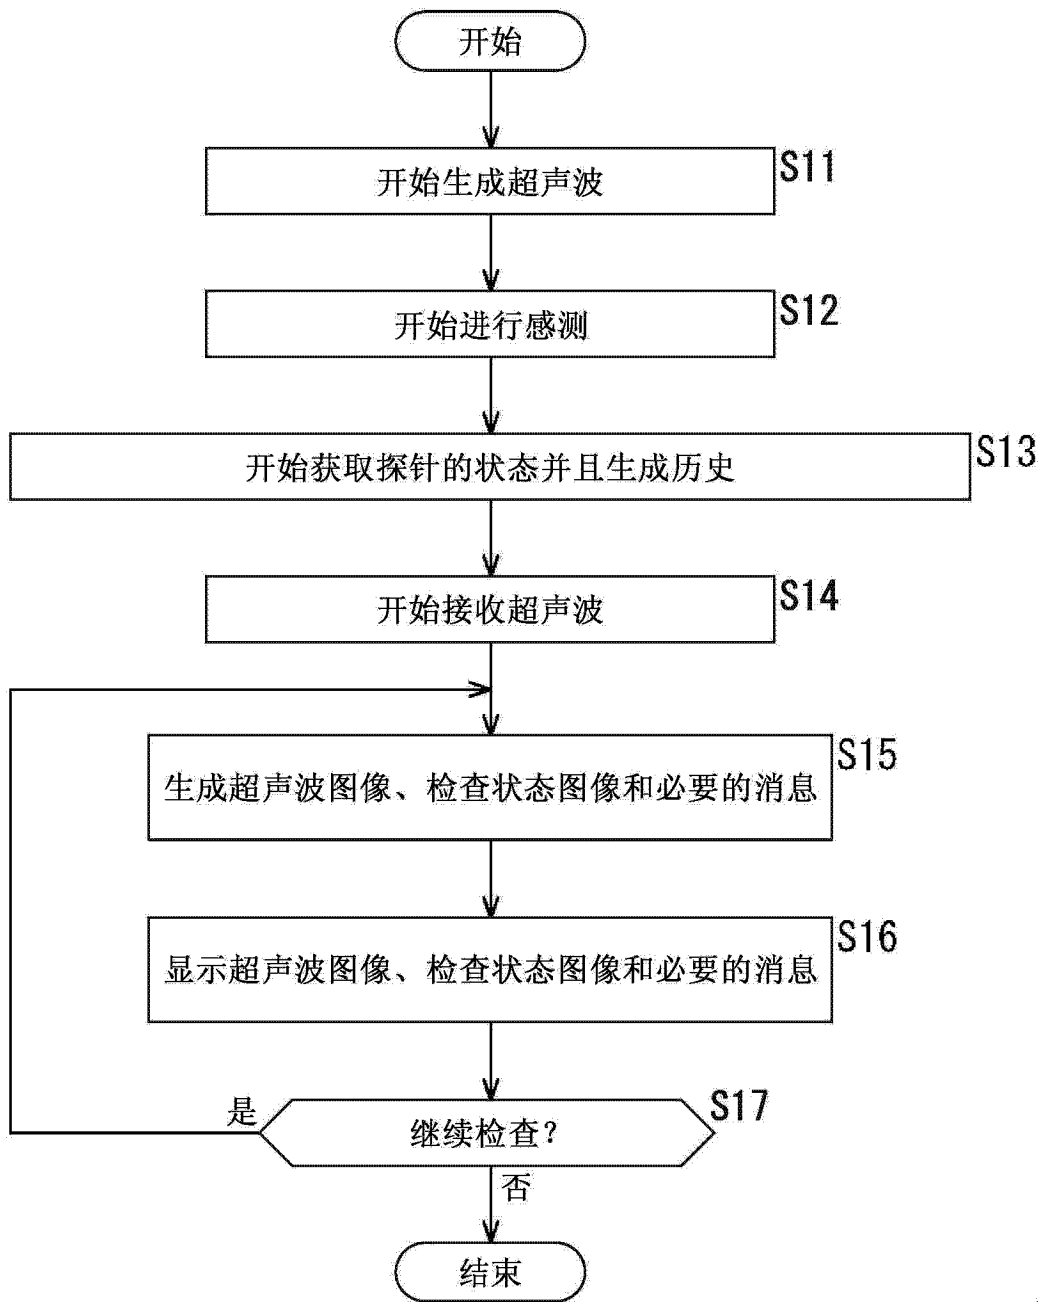 开始
开始生成超声波
S11
开始进行感测
S12
开始获取探针的状态并且生成历史
S13
开始接收超声波
S14
生成超声波图像、检查状态图像和必要的消息
S15
显示超声波图像、检查状态图像和必要的消息
S16
继续检查？
S17
是
否
结束